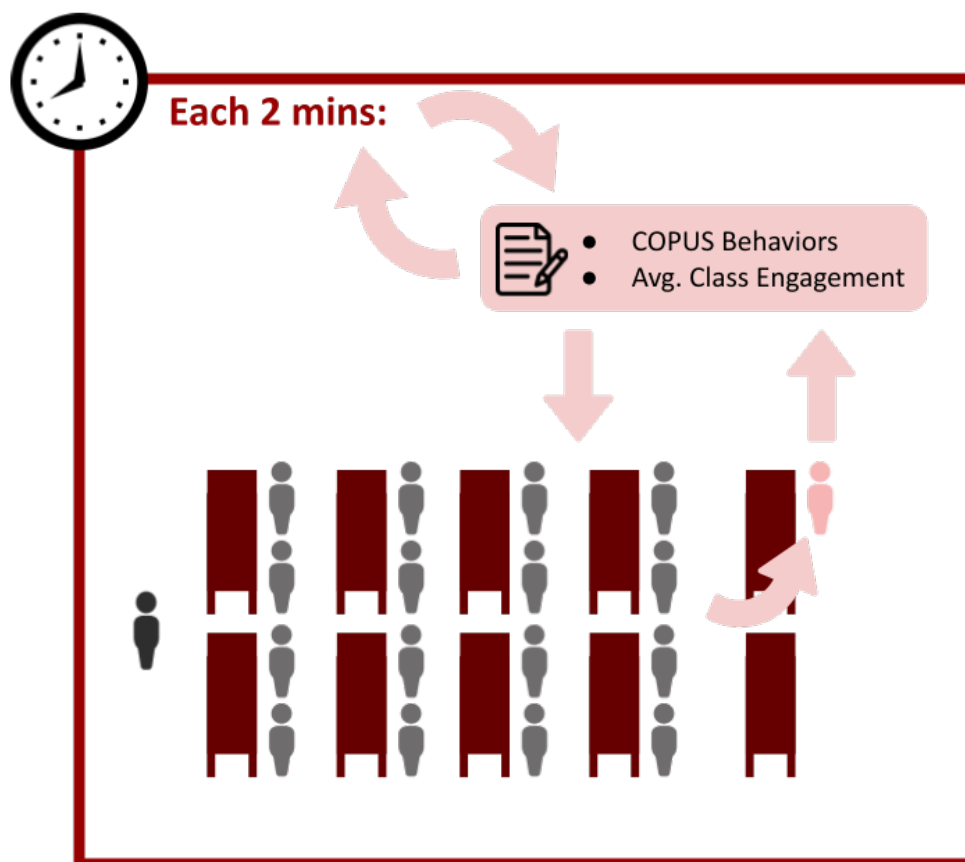 Each 2 mins:
● COPUS Behaviors
● Avg. Class Engagement